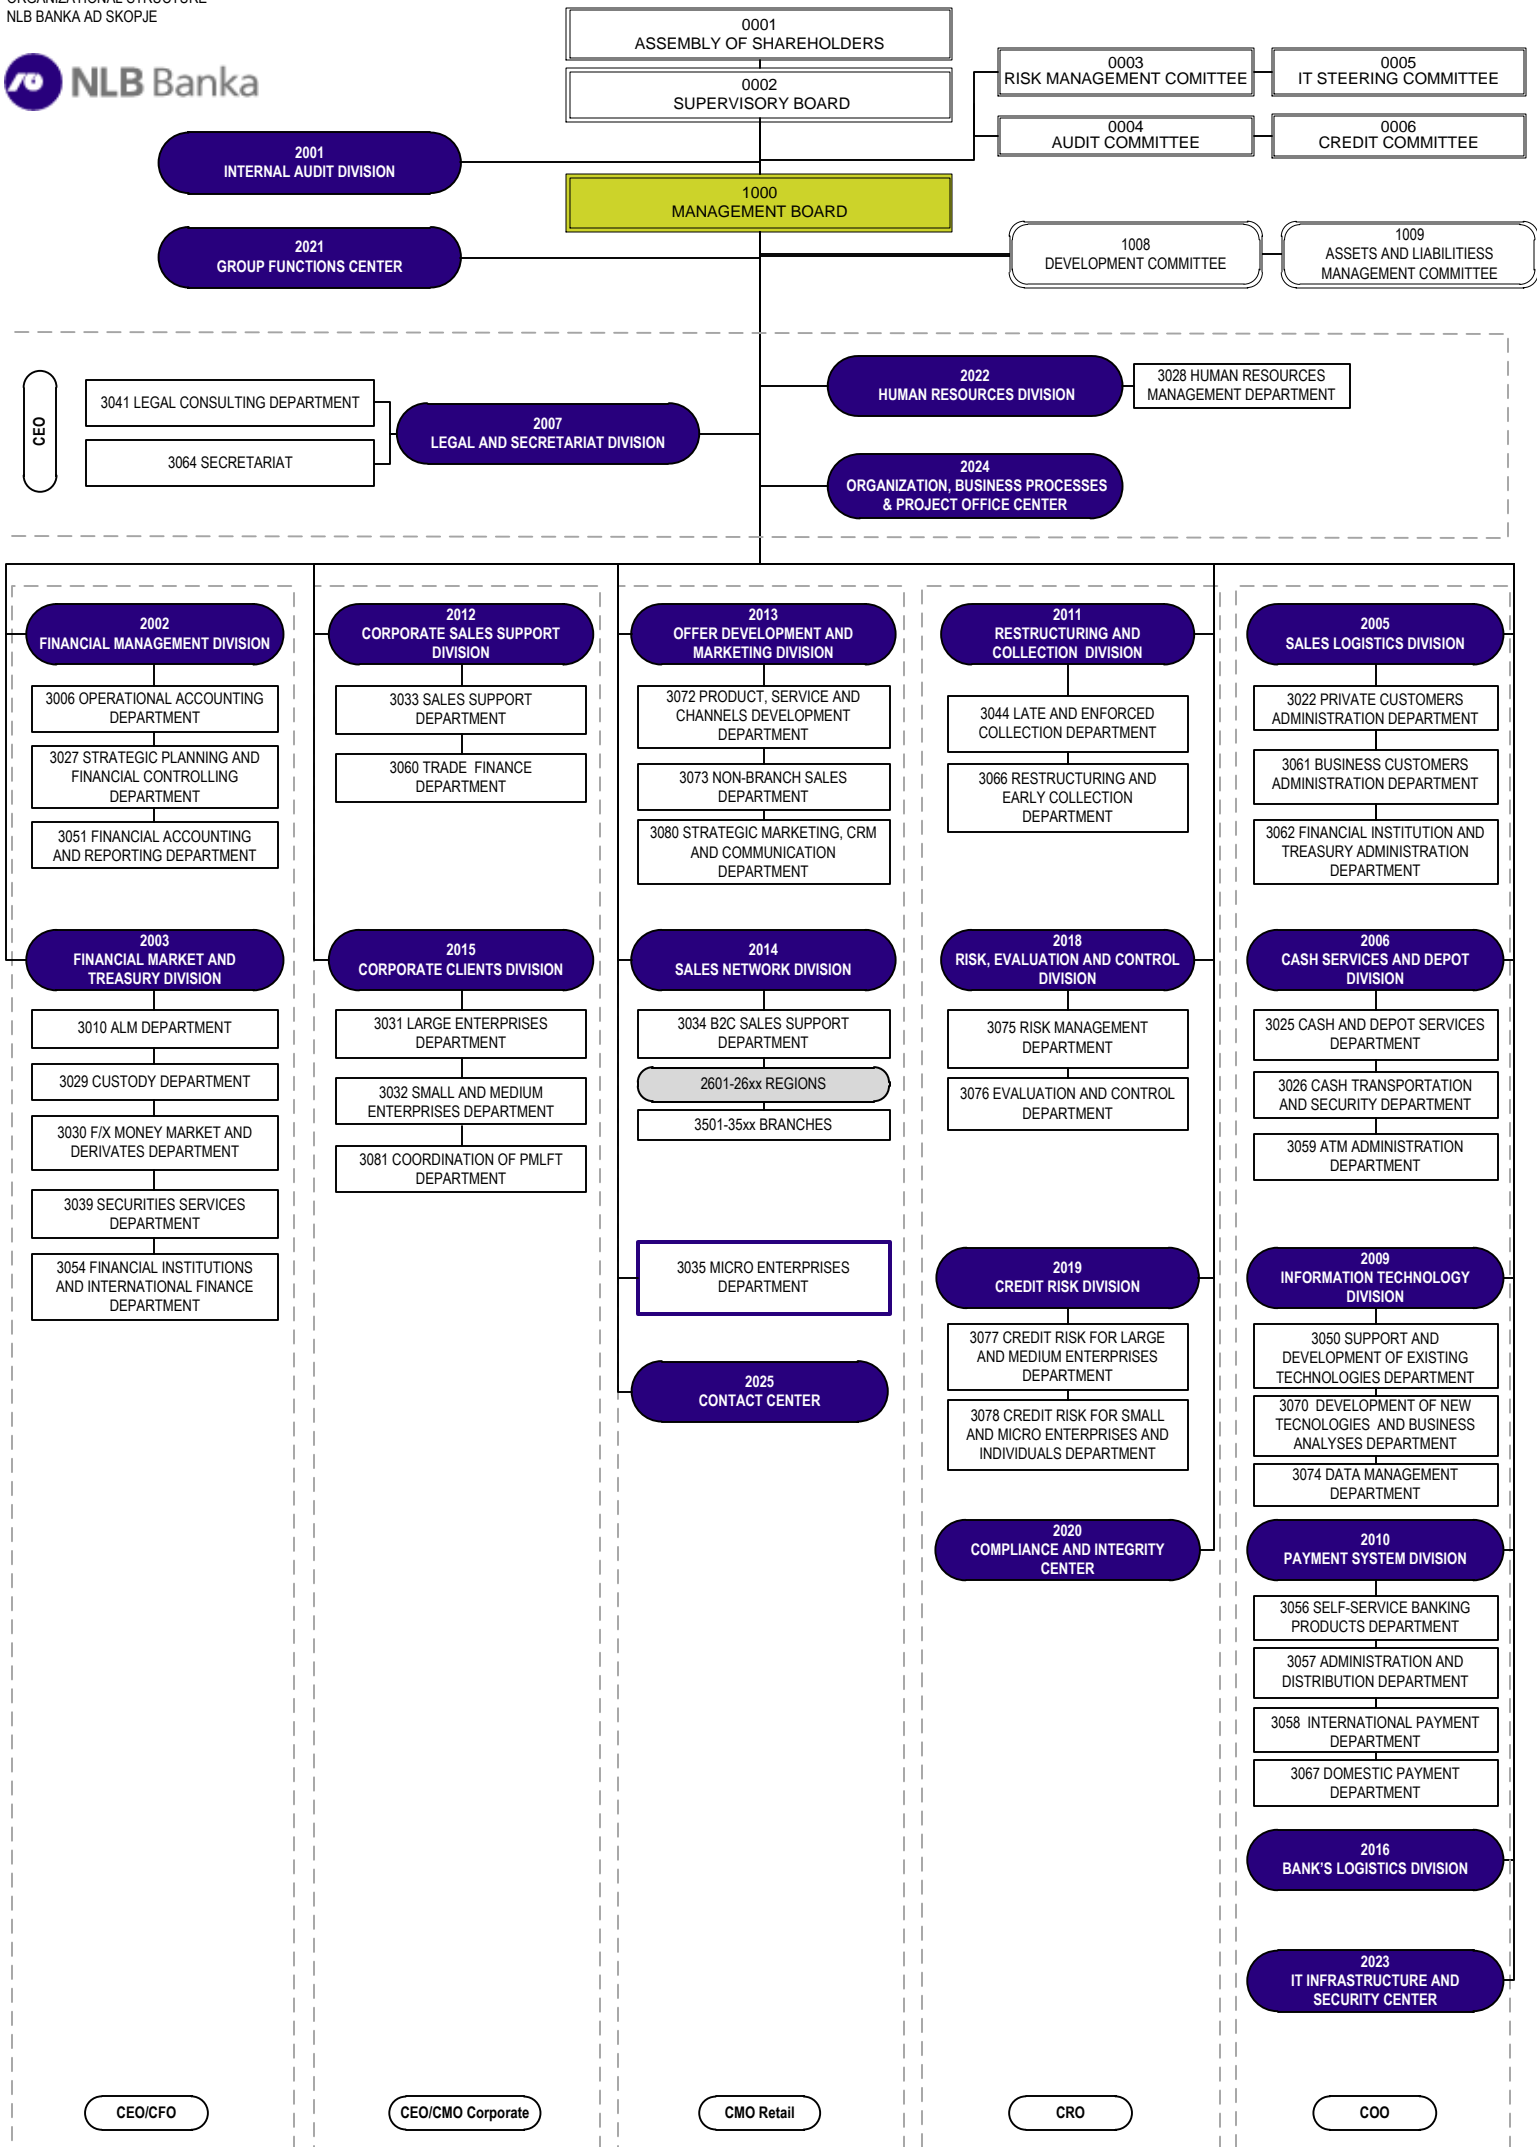 ORGANIZATIONAL STRUCTURE
NLB BANKA AD SKOPJE
NLB Banka
0001
ASSEMBLY OF SHAREHOLDERS
0002
SUPERVISORY BOARD
0003
RISK MANAGEMENT COMITTEE
0005
IT STEERING COMMITTEE
0004
AUDIT COMMITTEE
0006
CREDIT COMMITTEE
2001
INTERNAL AUDIT DIVISION
1000
MANAGEMENT BOARD
2021
GROUP FUNCTIONS CENTER
1008
DEVELOPMENT COMMITTEE
1009
ASSETS AND LIABILITIESS
MANAGEMENT COMMITTEE
CEO
3041 LEGAL CONSULTING DEPARTMENT
3064 SECRETARIAT
2007
LEGAL AND SECRETARIAT DIVISION
2022
HUMAN RESOURCES DIVISION
3028 HUMAN RESOURCES
MANAGEMENT DEPARTMENT
2024
ORGANIZATION, BUSINESS PROCESSES
& PROJECT OFFICE CENTER
2002
FINANCIAL MANAGEMENT DIVISION
3006 OPERATIONAL ACCOUNTING
DEPARTMENT
3027 STRATEGIC PLANNING AND
FINANCIAL CONTROLLING
DEPARTMENT
3051 FINANCIAL ACCOUNTING
AND REPORTING DEPARTMENT
2003
FINANCIAL MARKET AND
TREASURY DIVISION
3010 ALM DEPARTMENT
3029 CUSTODY DEPARTMENT
3030 F/X MONEY MARKET AND
DERIVATES DEPARTMENT
3039 SECURITIES SERVICES
DEPARTMENT
3054 FINANCIAL INSTITUTIONS
AND INTERNATIONAL FINANCE
DEPARTMENT
CEO/CFO
2012
CORPORATE SALES SUPPORT
DIVISION
3033 SALES SUPPORT
DEPARTMENT
3060 TRADE  FINANCE
DEPARTMENT
2015
CORPORATE CLIENTS DIVISION
3031 LARGE ENTERPRISES
DEPARTMENT
3032 SMALL AND MEDIUM
ENTERPRISES DEPARTMENT
3081 COORDINATION OF PMLFT
DEPARTMENT
CEO/CMO Corporate
2013
OFFER DEVELOPMENT AND
MARKETING DIVISION
3072 PRODUCT, SERVICE AND
CHANNELS DEVELOPMENT
DEPARTMENT
3073 NON-BRANCH SALES
DEPARTMENT
3080 STRATEGIC MARKETING, CRM
AND COMMUNICATION
DEPARTMENT
2014
SALES NETWORK DIVISION
3034 B2C SALES SUPPORT
DEPARTMENT
2601-26xx REGIONS
3501-35xx BRANCHES
3035 MICRO ENTERPRISES
DEPARTMENT
2025
CONTACT CENTER
CMO Retail
2011
RESTRUCTURING AND
COLLECTION  DIVISION
3044 LATE AND ENFORCED
COLLECTION DEPARTMENT
3066 RESTRUCTURING AND
EARLY COLLECTION
DEPARTMENT
2018
RISK, EVALUATION AND CONTROL
DIVISION
3075 RISK MANAGEMENT
DEPARTMENT
3076 EVALUATION AND CONTROL
DEPARTMENT
2019
CREDIT RISK DIVISION
3077 CREDIT RISK FOR LARGE
AND MEDIUM ENTERPRISES
DEPARTMENT
3078 CREDIT RISK FOR SMALL
AND MICRO ENTERPRISES AND
INDIVIDUALS DEPARTMENT
2020
COMPLIANCE AND INTEGRITY
CENTER
CRO
2005
SALES LOGISTICS DIVISION
3022 PRIVATE CUSTOMERS
ADMINISTRATION DEPARTMENT
3061 BUSINESS CUSTOMERS
ADMINISTRATION DEPARTMENT
3062 FINANCIAL INSTITUTION AND
TREASURY ADMINISTRATION
DEPARTMENT
2006
CASH SERVICES AND DEPOT
DIVISION
3025 CASH AND DEPOT SERVICES
DEPARTMENT
3026 CASH TRANSPORTATION
AND SECURITY DEPARTMENT
3059 ATM ADMINISTRATION
DEPARTMENT
2009
INFORMATION TECHNOLOGY
DIVISION
3050 SUPPORT AND
DEVELOPMENT OF EXISTING
TECHNOLOGIES DEPARTMENT
3070  DEVELOPMENT OF NEW
TECNOLOGIES  AND BUSINESS
ANALYSES DEPARTMENT
3074 DATA MANAGEMENT
DEPARTMENT
2010
PAYMENT SYSTEM DIVISION
3056 SELF-SERVICE BANKING
PRODUCTS DEPARTMENT
3057 ADMINISTRATION AND
DISTRIBUTION DEPARTMENT
3058  INTERNATIONAL PAYMENT
DEPARTMENT
3067 DOMESTIC PAYMENT
DEPARTMENT
2016
BANK'S LOGISTICS DIVISION
2023
IT INFRASTRUCTURE AND
SECURITY CENTER
COO